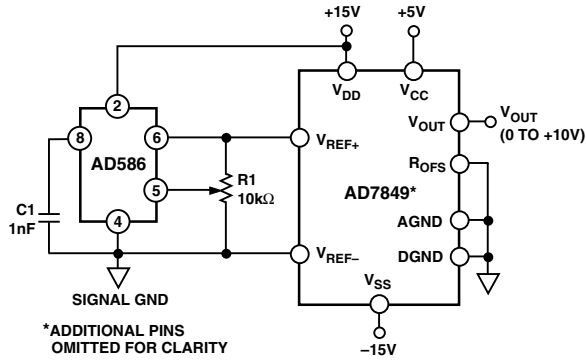 +15V
+5V
2
VDD
VCC
8
6
VREF+
VOUT
VOUT
(0 TO +10V)
AD586
ROFS
5
R1
10kΩ
AD7849*
C1
1nF
4
AGND
VREF–
DGND
VSS
SIGNAL GND
–15V
*ADDITIONAL PINS
OMITTED FOR CLARITY